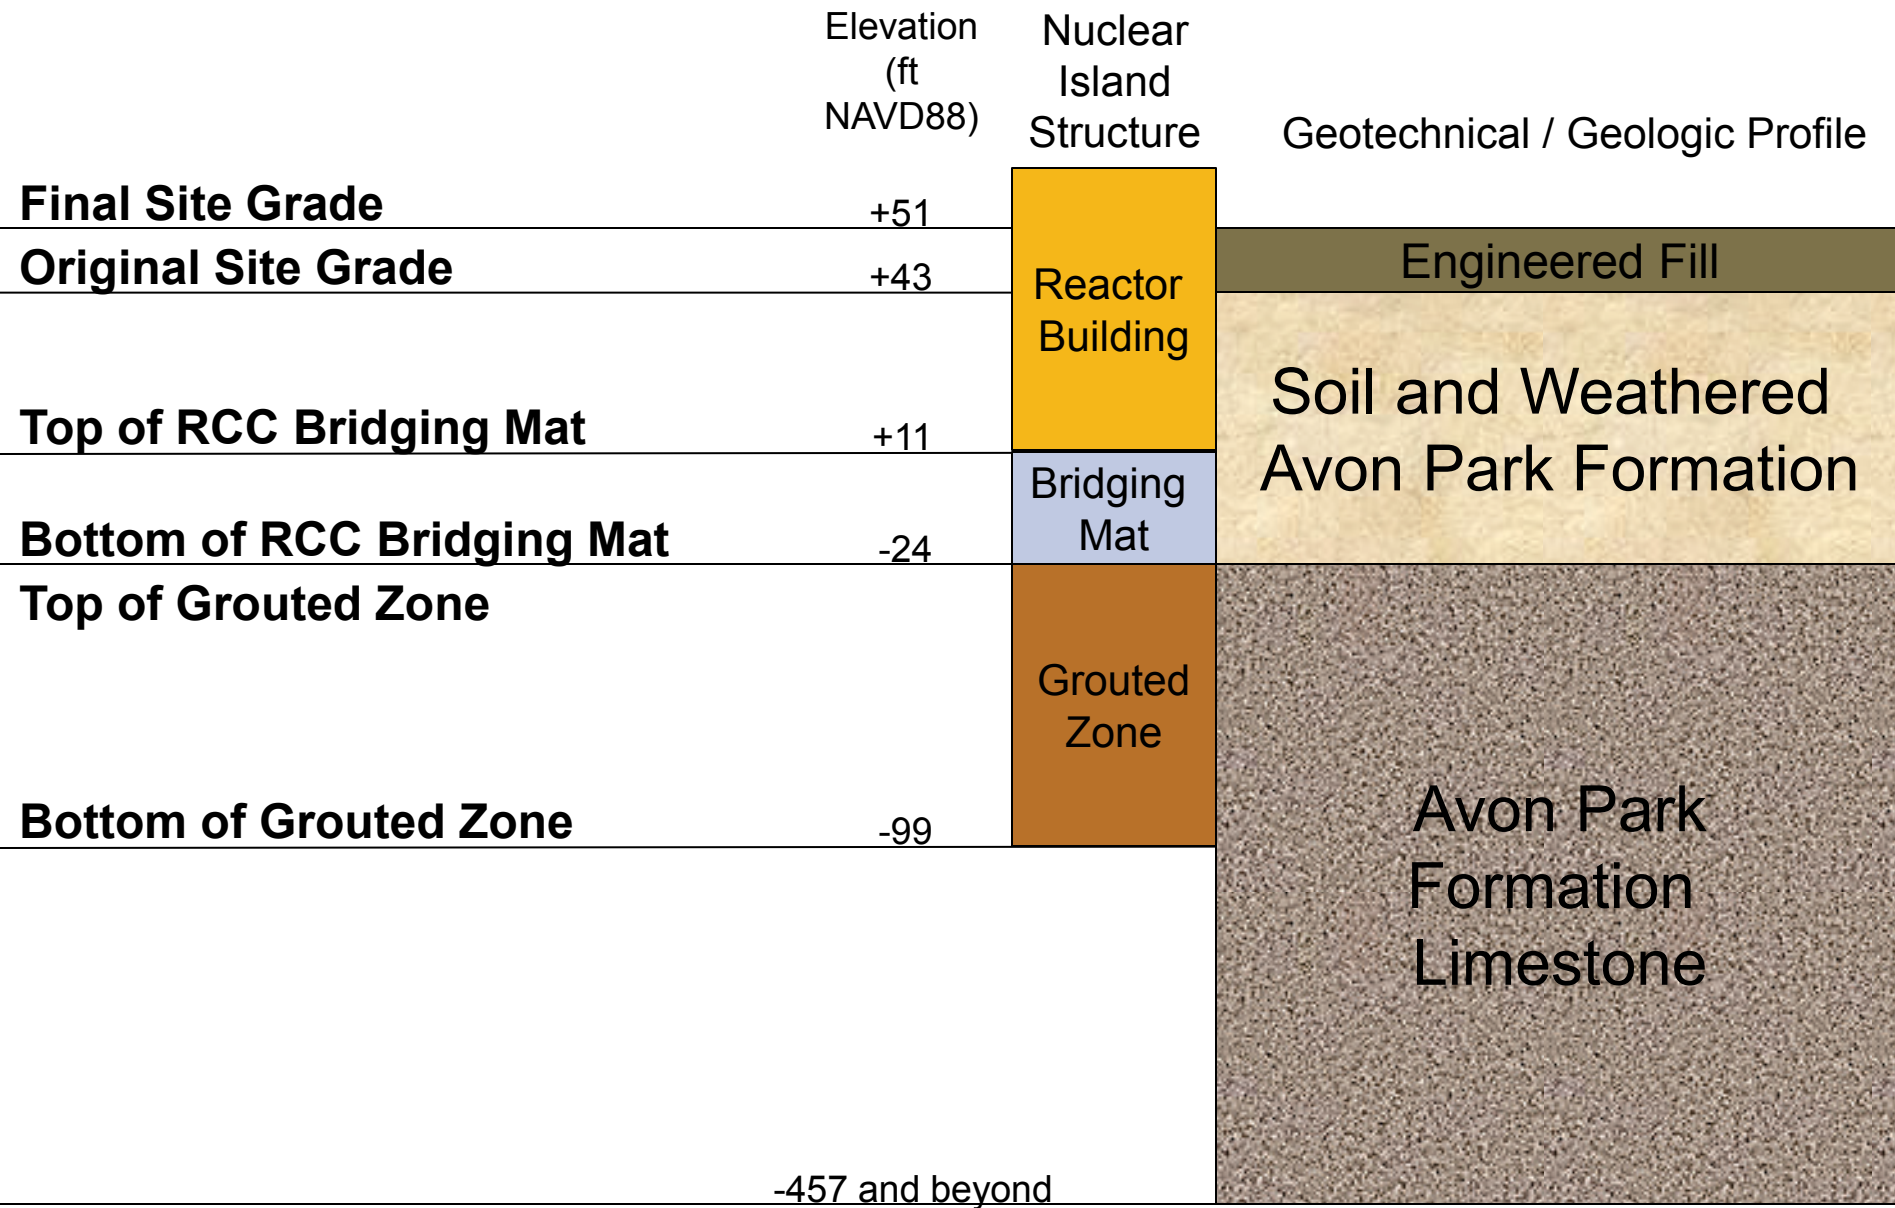 Elevation
(ft
NAVD88)
Nuclear
Island
Structure
Geotechnical / Geologic Profile
Final Site Grade
+51
Original Site Grade
+43
Top of RCC Bridging Mat
+11
Bottom of RCC Bridging Mat
-24
Top of Grouted Zone
Bottom of Grouted Zone
-99
-457 and beyond
Reactor
Building
Bridging
Mat
Grouted
Zone
Engineered Fill
Soil and Weathered
Avon Park Formation
Avon Park
Formation
Limestone